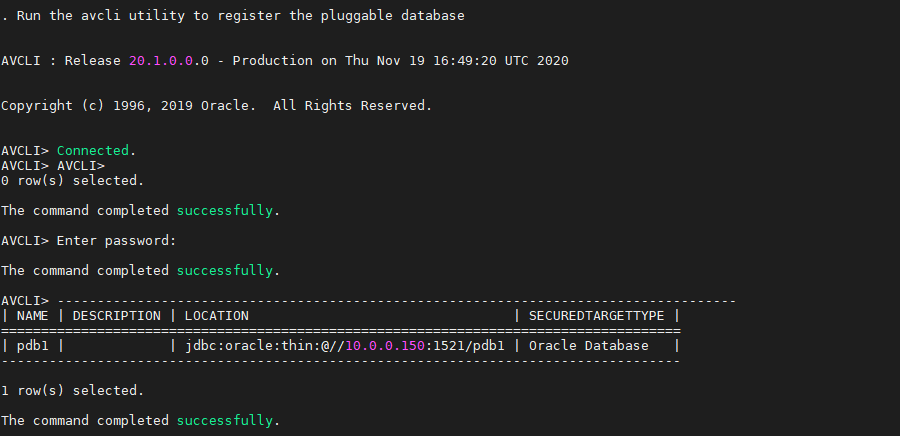 . Run the avcli utility to register the pluggable database
AVCLI : Release 20.1.0.0.0 - Production on Thu Nov 19 16:49:20 UTC 2020
Copyright (c) 1996, 2019 Oracle.  All Rights Reserved.
AVCLI> Connected.
AVCLI> AVCLI>
0 row(s) selected.
The command completed successfully.
AVCLI> Enter password:
The command completed successfully.
AVCLI> -------------------------------------------------------------------------------------
| NAME | DESCRIPTION | LOCATION                                 | SECUREDTARGETTYPE |
=====================================================================================
| pdb1 |             | jdbc:oracle:thin:@//10.0.0.150:1521/pdb1 | Oracle Database   |
-------------------------------------------------------------------------------------
1 row(s) selected.
The command completed successfully.